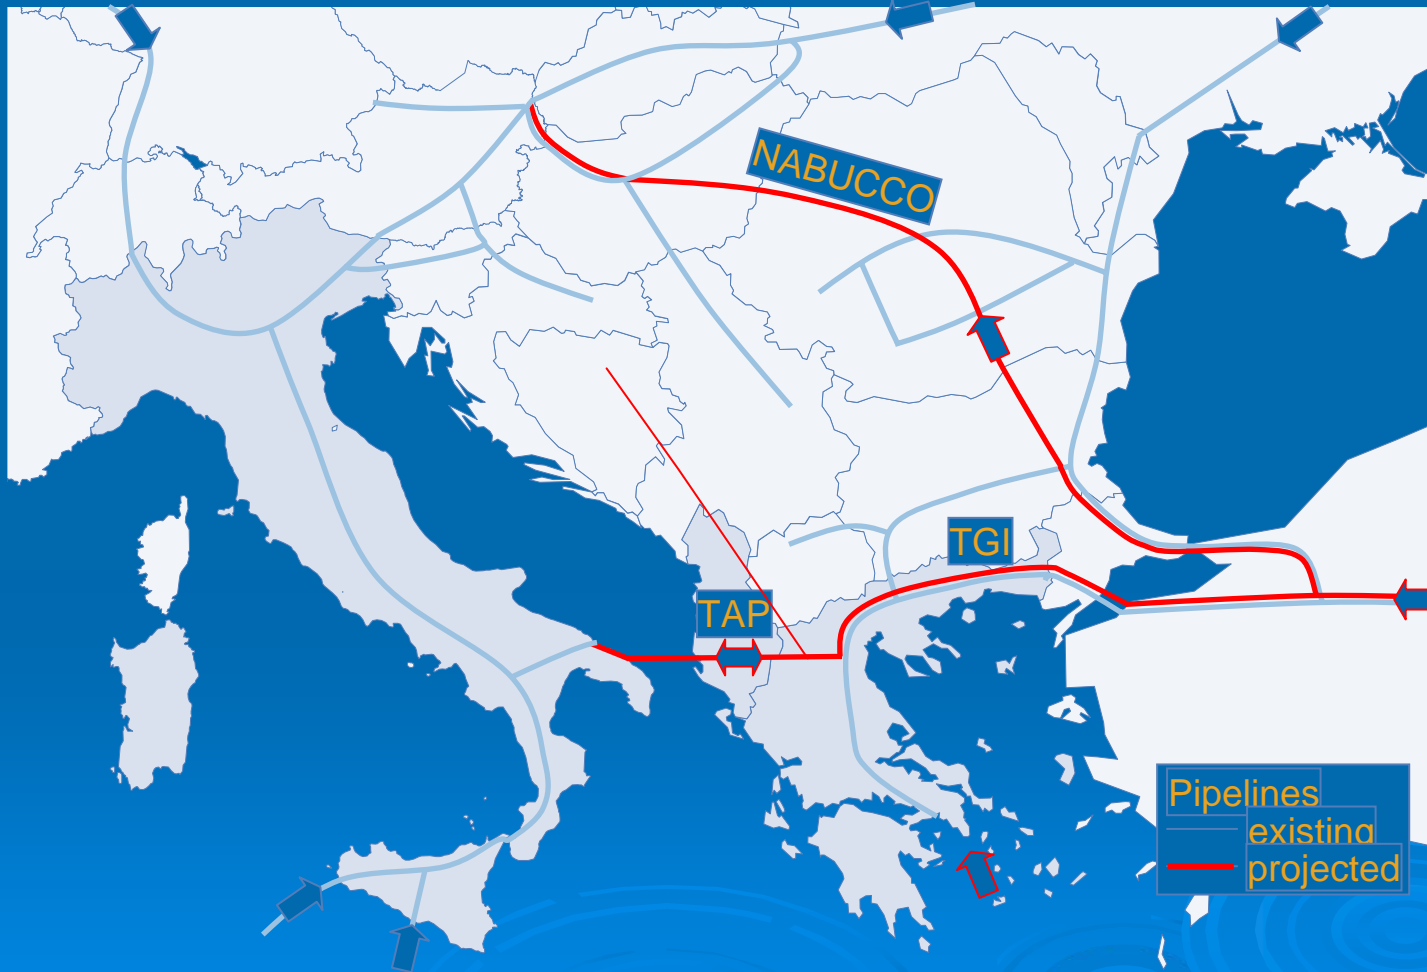 NABUCCO
TGI
TAP
Pipelines
existing
projected